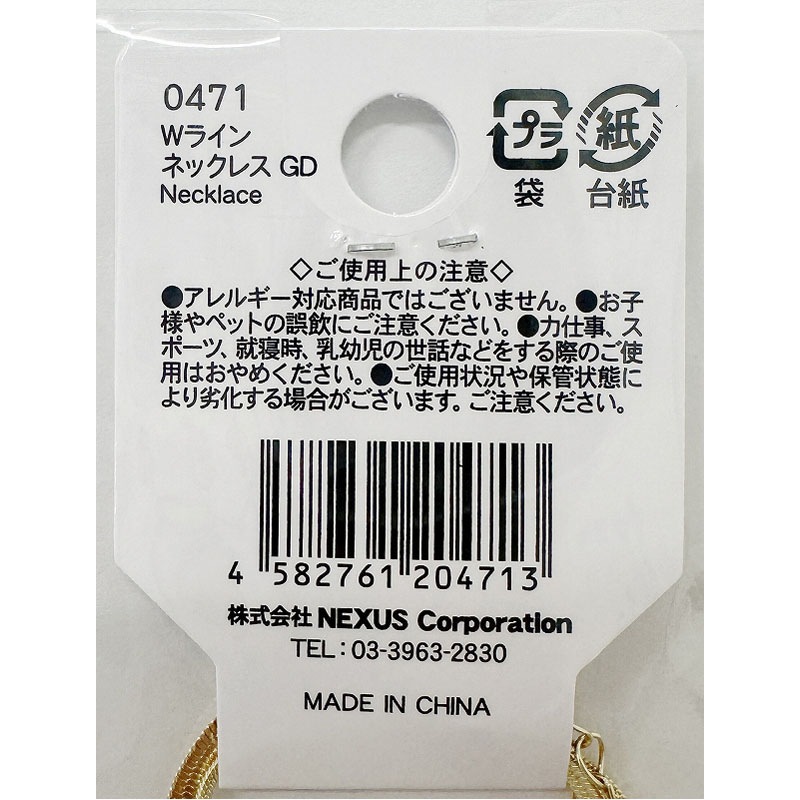 0471
Wライン
ネックレス GD
Necklace
プラ
袋
紙
台紙
◇ご使用上の注意◇
●アレルギー対応商品ではございません。●お子
様やペットの誤飲にご注意ください。●力仕事、ス
ポーツ、就寝時、乳幼児の世話などをする際のご使
用はおやめください。●ご使用状況や保管状態に
より劣化する場合がございます。ご注意ください。
4 582761 204713
株式会社 NEXUS Corporation
TEL：03-3963-2830
MADE IN CHINA